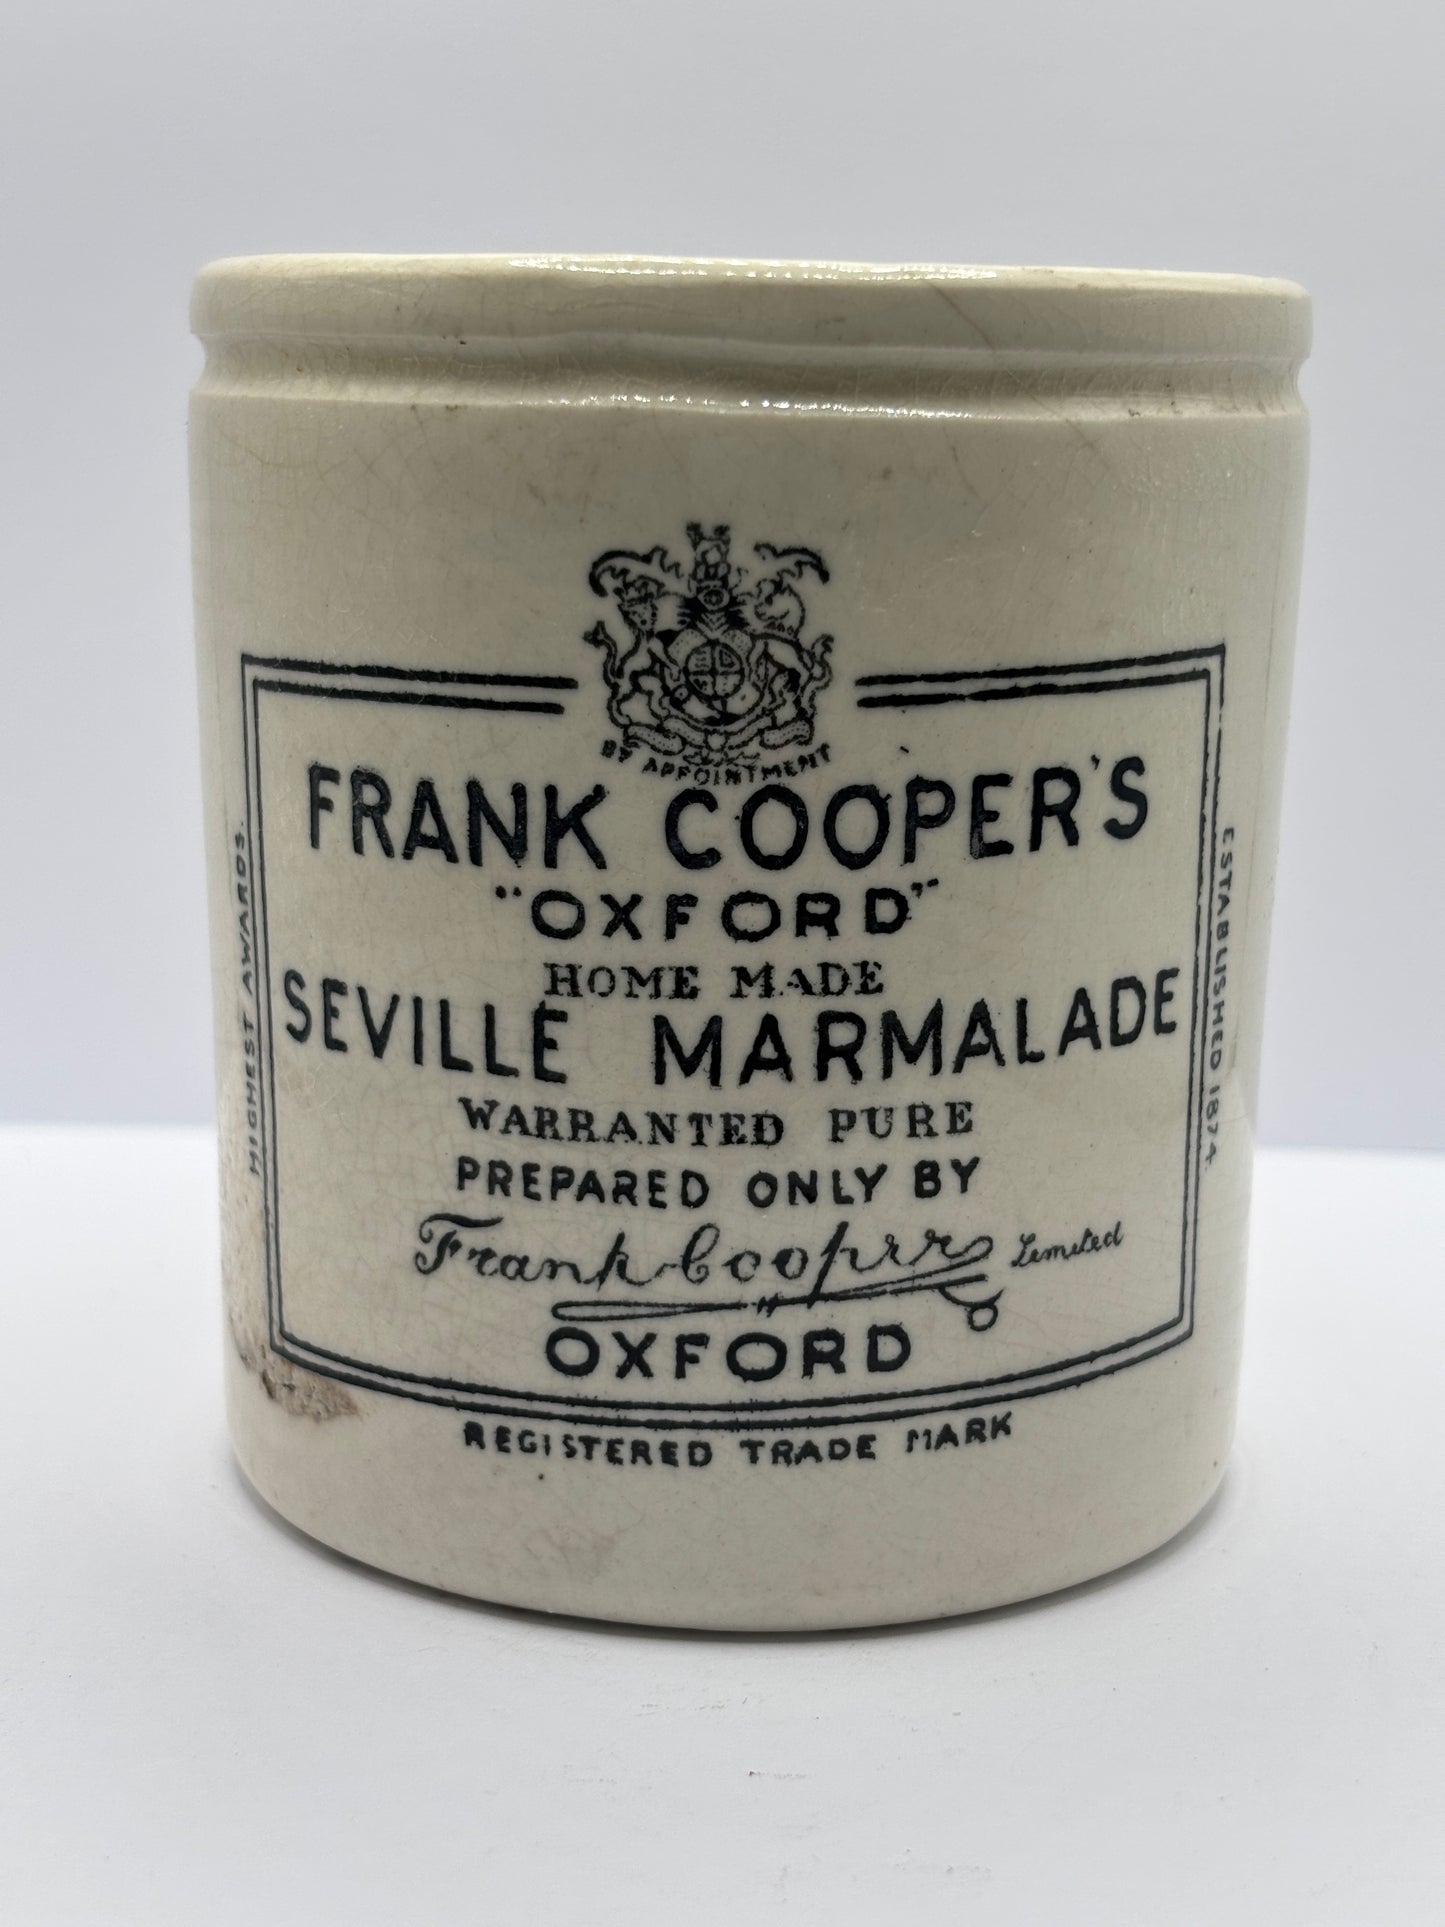 BY APPOINTMENT
FRANK COOPER'S
"OXFORD"
HOME MADE
SEVILLE MARMALADE
WARRANTED PURE
PREPARED ONLY BY
Frank Cooper Limited
OXFORD
REGISTERED TRADE MARK
HIGHEST AWARDS.
ESTABLISHED 1874.